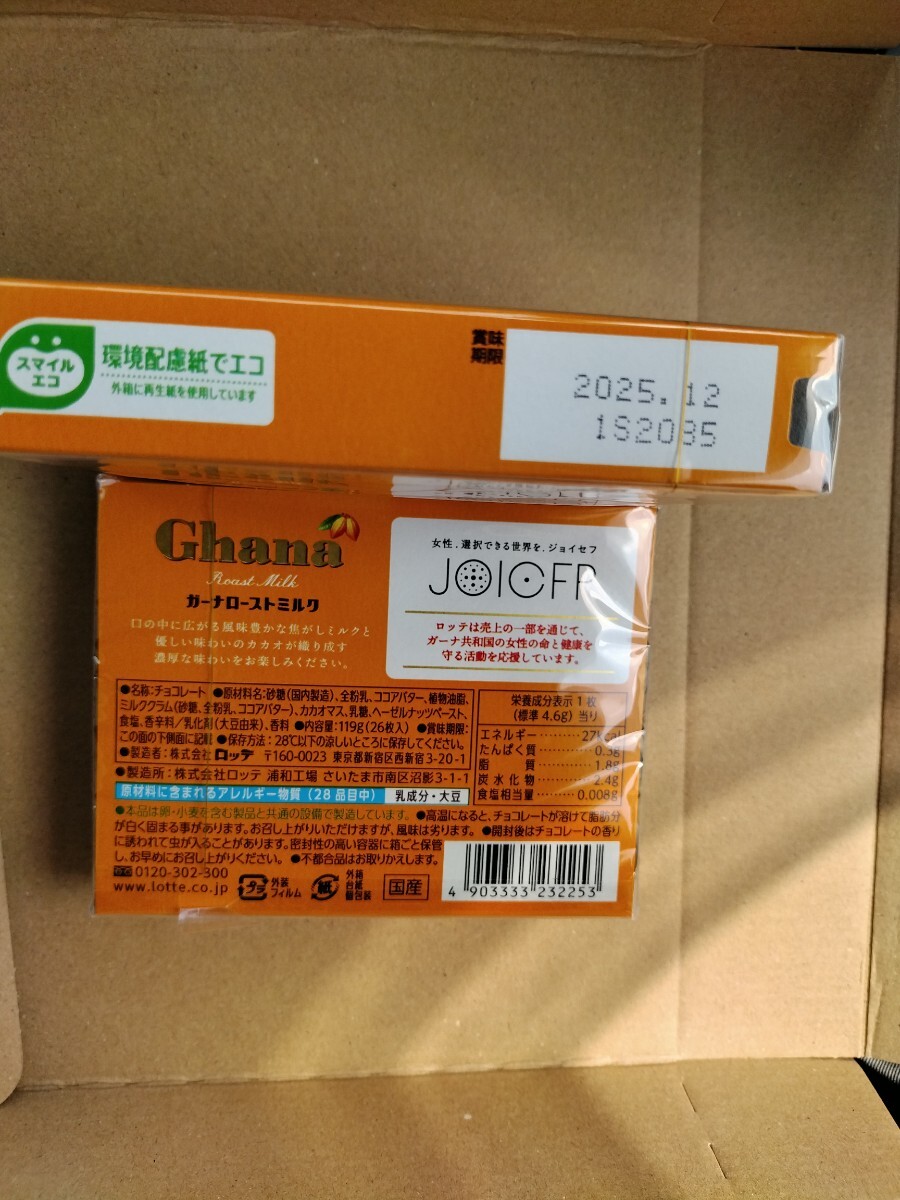 スマイル
エコ
環境配慮紙でエコ
外箱に再生紙を使用しています
賞味
期限
2025.12
1S2085
Ghana
Roast Milk
ガーナローストミルク
口の中に広がる風味豊かな焦がしミルクと
優しい味わいのカカオが織り成す
濃厚な味わいをお楽しみください。
女性、選択できる世界を。ジョイセフ
JOICFP
ロッテは売上の一部を通じて、
ガーナ共和国の女性の命と健康を
守る活動を応援しています。
●名称:チョコレート ●原材料名:砂糖(国内製造)、全粉乳、ココアバター、植物油脂、
ミルククラム(砂糖、全粉乳、ココアバター)、カカオマス、乳糖、ヘーゼルナッツペースト、
食塩、香辛料/乳化剤(大豆由来)、香料 ●内容量:119g(26枚入) ●賞味期限:
この面の下側面に記載 ●保存方法:28℃以下の涼しいところに保存してください。
●製造者:株式会社ロッテ 〒160-0023 東京都新宿区西新宿3-20-1
●製造所:株式会社ロッテ 浦和工場 さいたま市南区沼影3-1-1
原材料に含まれるアレルギー物質(28品目中) 乳成分・大豆
栄養成分表示1枚
(標準4.6g)当り
エネルギー 27kcal
たんぱく質 0.3g
脂質 1.8g
炭水化物 2.4g
食塩相当量 0.008g
●本品は卵・小麦を含む製品と共通の設備で製造しています。●高温になると、チョコレートが溶けて脂肪分
が白く固まる事があります。お召し上がりいただけますが、風味は劣ります。●開封後はチョコレートの香り
に誘われて虫が入ることがあります。密封性の高い容器に箱ごと保管
し、お早めにお召し上がりください。●不都合品はお取りかえします。
0120-302-300
www.lotte.co.jp
プラ
外装
フィルム
紙
外箱
台紙
個包装
国産
4 903333 232253